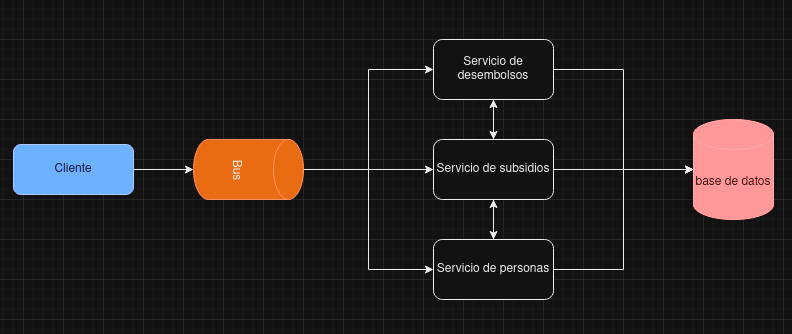 Servicio de
desembolsos
Cliente
Bus
Servicio de subsidios
base de datos
Servicio de personas